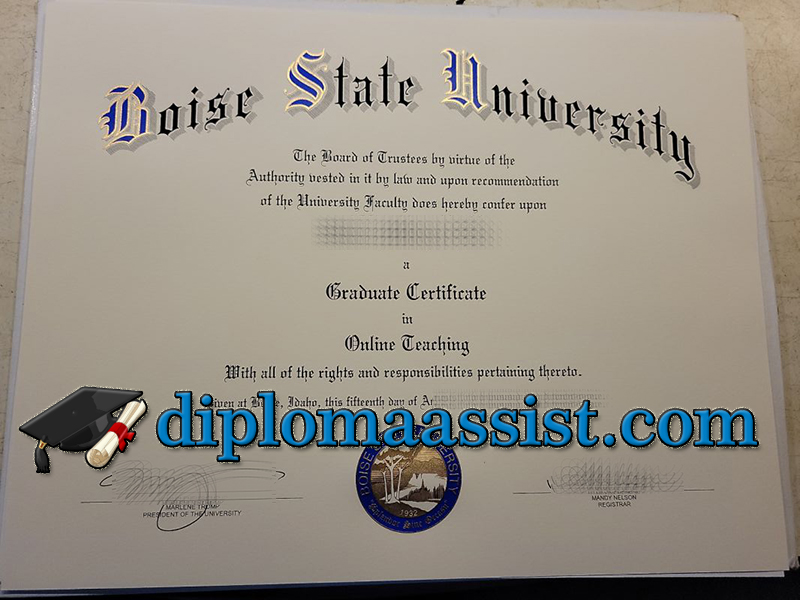 Boise State University
The Board of Trustees by virtue of the
Authority vested in it by law and upon recommendation
of the University Faculty does hereby confer upon
a
Graduate Certificate
in
Online Teaching
With all of the rights and responsibilities pertaining thereto.
Idaho, this fifteenth day of
diplomaassist.com
BOISE UNIVERSITY
1932
MARLENE
PRESIDENT OF THE UNIVERSITY
MANDY NELSON
REGISTRAR